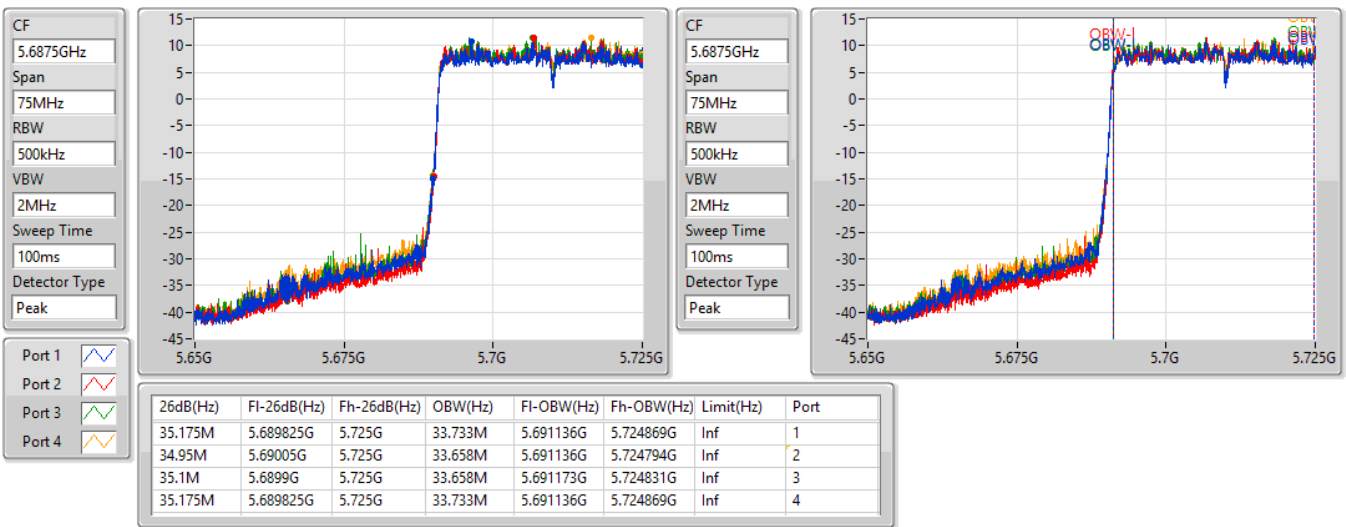 CF
5.6875GHz
Span
75MHz
RBW
500kHz
VBW
2MHz
Sweep Time
100ms
Detector Type
Peak
15
10
5
0
-5
-10
-15
-20
-25
-30
-35
-40
-45
5.65G 5.675G 5.7G 5.725G
CF
5.6875GHz
Span
75MHz
RBW
500kHz
VBW
2MHz
Sweep Time
100ms
Detector Type
Peak
15
10
5
0
-5
-10
-15
-20
-25
-30
-35
-40
-45
OBW-l
OBW-l
5.65G 5.675G 5.7G 5.725G
Port 1
Port 2
Port 3
Port 4
26dB(Hz) Fl-26dB(Hz) Fh-26dB(Hz) OBW(Hz) Fl-OBW(Hz) Fh-OBW(Hz) Limit(Hz) Port
35.175M 5.689825G 5.725G 33.733M 5.691136G 5.724869G Inf 1
34.95M 5.69005G 5.725G 33.658M 5.691136G 5.724794G Inf 2
35.1M 5.6899G 5.725G 33.658M 5.691173G 5.724831G Inf 3
35.175M 5.689825G 5.725G 33.733M 5.691136G 5.724869G Inf 4